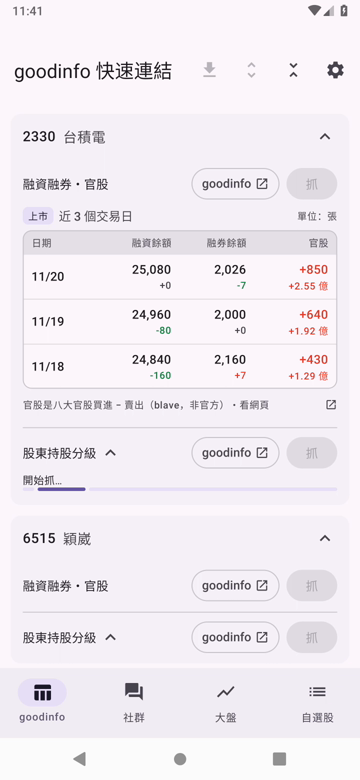 11:41
goodinfo 快速連結
2330 台積電
融資融券・官股 goodinfo 抓
上市 近 3 個交易日 單位：張
日期 融資餘額 融券餘額 官股
11/20 25,080 2,026 +850
+0 -7 +2.55 億
11/19 24,960 2,000 +640
-80 +0 +1.92 億
11/18 24,840 2,160 +430
-160 +7 +1.29 億
官股是八大官股買進 − 賣出（blave，非官方）・看網頁
股東持股分級 goodinfo 抓
開始抓…
6515 穎崴
融資融券・官股 goodinfo 抓
股東持股分級 goodinfo 抓
goodinfo 社群 大盤 自選股